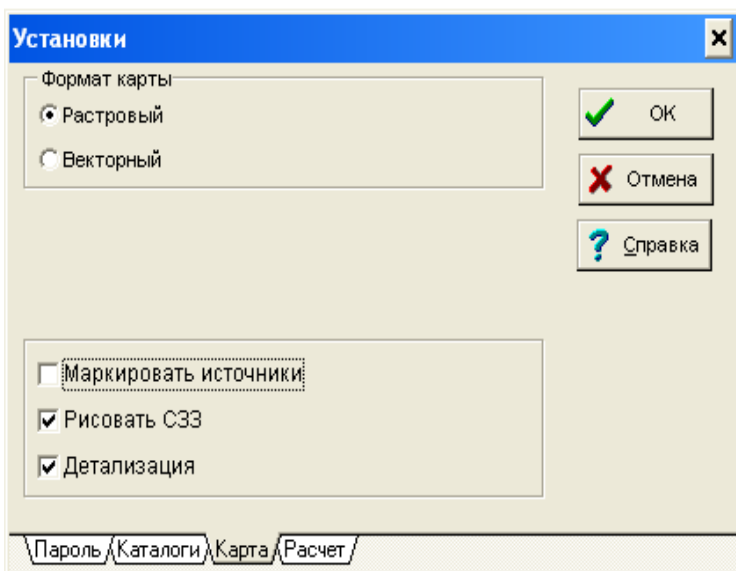 Установки
Формат карты
Растровый
Векторный
OK
Отмена
Справка
Маркировать источники
Рисовать СЗЗ
Детализация
Пароль Каталоги Карта Расчет